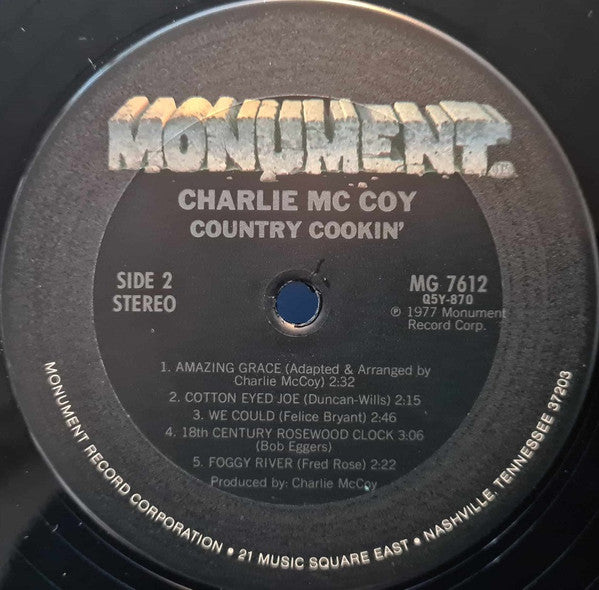 MONUMENT
CHARLIE MC COY
COUNTRY COOKIN'
SIDE 2
STEREO
MG 7612
Q5Y-870
℗ 1977 Monument
Record Corp.
1. AMAZING GRACE (Adapted & Arranged by
Charlie McCoy) 2:32
2. COTTON EYED JOE (Duncan-Wills) 2:15
3. WE COULD (Felice Bryant) 2:46
4. 18th CENTURY ROSEWOOD CLOCK 3:06
(Bob Eggers)
5. FOGGY RIVER (Fred Rose) 2:22
Produced by: Charlie McCoy
MONUMENT RECORD CORPORATION • 21 MUSIC SQUARE EAST • NASHVILLE, TENNESSEE 37203